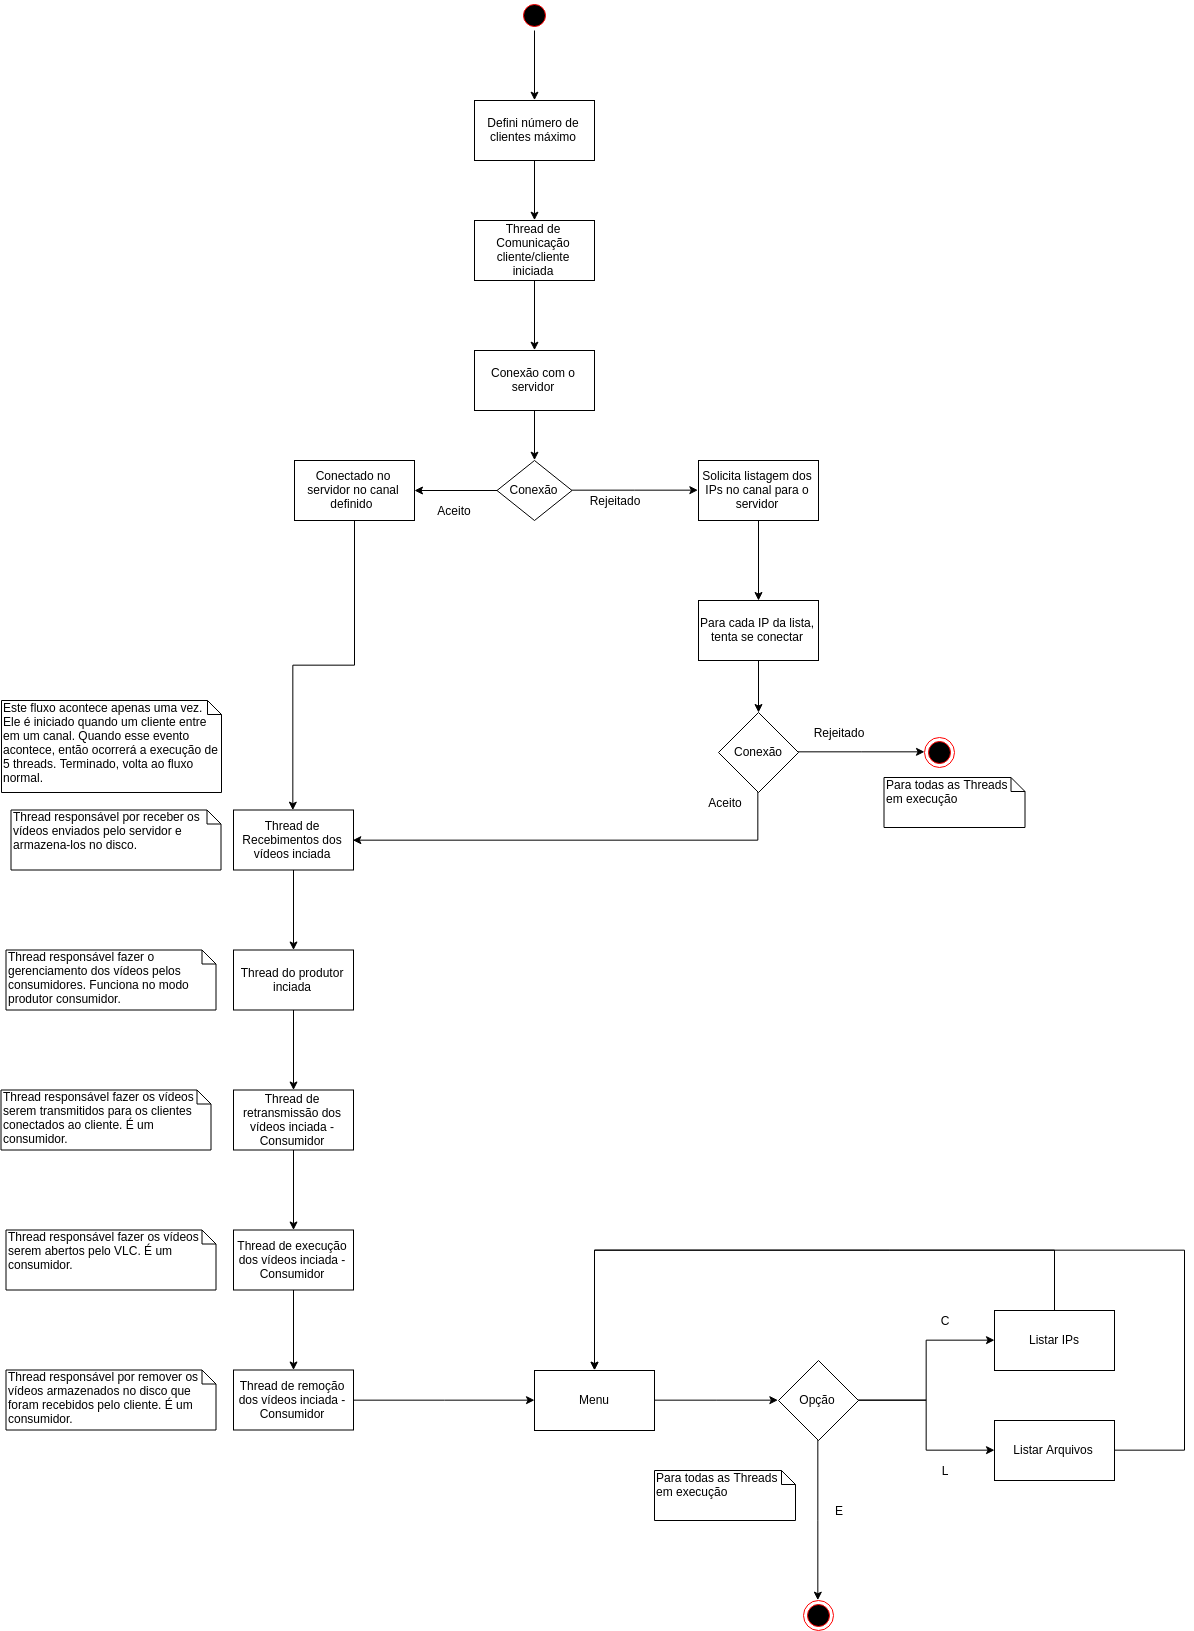 Defini número de
clientes máximo
Thread de
Comunicação
cliente/cliente
iniciada
Conexão com o
servidor
Conectado no
servidor no canal
definido
Aceito
Conexão
Rejeitado
Solicita listagem dos
IPs no canal para o
servidor
Para cada IP da lista,
tenta se conectar
Conexão
Rejeitado
Aceito
Para todas as Threads
em execução
Este fluxo acontece apenas uma vez.
Ele é iniciado quando um cliente entre
em um canal. Quando esse evento
acontece, então ocorrerá a execução de
5 threads. Terminado, volta ao fluxo
normal.
Thread responsável por receber os
vídeos enviados pelo servidor e
armazena-los no disco.
Thread de
Recebimentos dos
vídeos inciada
Thread responsável fazer o
gerenciamento dos vídeos pelos
consumidores. Funciona no modo
produtor consumidor.
Thread do produtor
inciada
Thread responsável fazer os vídeos
serem transmitidos para os clientes
conectados ao cliente. É um
consumidor.
Thread de
retransmissão dos
vídeos inciada -
Consumidor
Thread responsável fazer os vídeos
serem abertos pelo VLC. É um
consumidor.
Thread de execução
dos vídeos inciada -
Consumidor
Thread responsável por remover os
vídeos armazenados no disco que
foram recebidos pelo cliente. É um
consumidor.
Thread de remoção
dos vídeos inciada -
Consumidor
Menu
Opção
C
Listar IPs
L
Listar Arquivos
Para todas as Threads
em execução
E